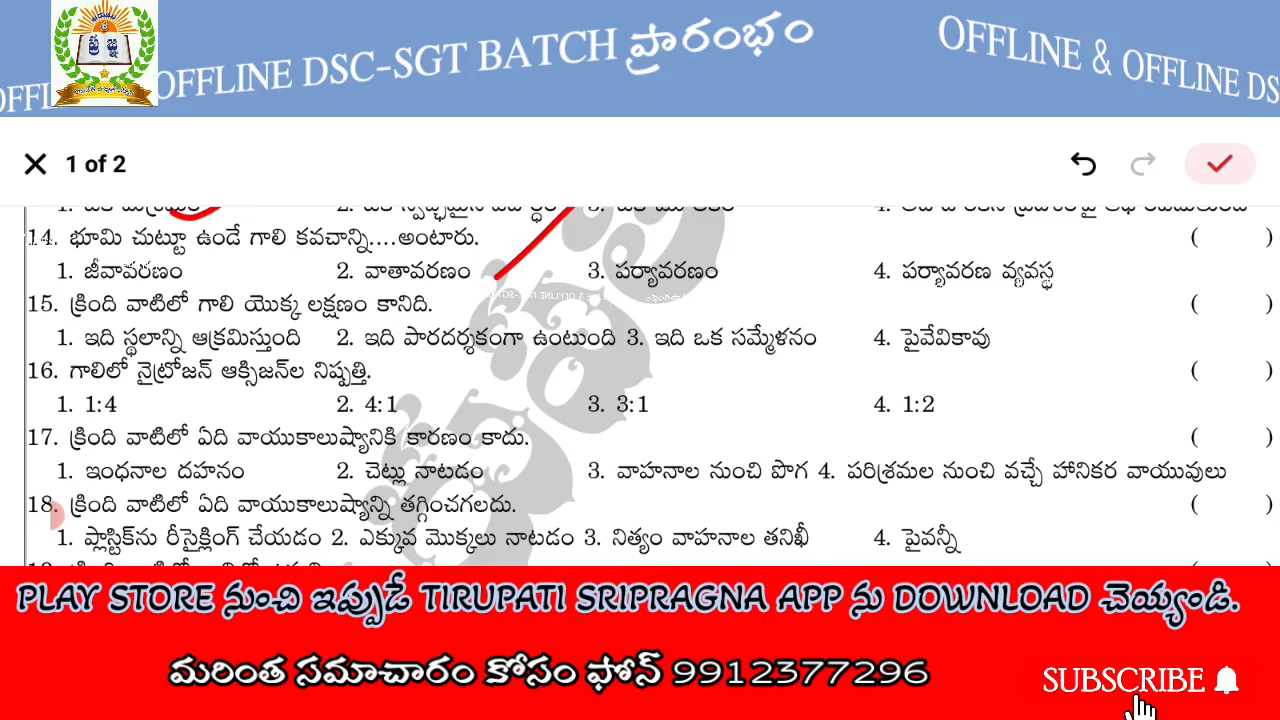 OFFLINE DSC-SGT BATCH ప్రారంభం
OFFLINE & OFFLINE DS
1 of 2
14. భూమి చుట్టూ ఉండే గాలి కవచాన్ని....అంటారు. ( )
1. జీవావరణం 2. వాతావరణం 3. పర్యావరణం 4. పర్యావరణ వ్యవస్థ
15. క్రింది వాటిలో గాలి యొక్క లక్షణం కానిది. ( )
1. ఇది స్థలాన్ని ఆక్రమిస్తుంది 2. ఇది పారదర్శకంగా ఉంటుంది 3. ఇది ఒక సమ్మేళనం 4. పైవేవికావు
16. గాలిలో నైట్రోజన్ ఆక్సిజన్‌ల నిష్పత్తి. ( )
1. 1:4 2. 4:1 3. 3:1 4. 1:2
17. క్రింది వాటిలో ఏది వాయుకాలుష్యానికి కారణం కాదు. ( )
1. ఇంధనాల దహనం 2. చెట్లు నాటడం 3. వాహనాల నుంచి పొగ 4. పరిశ్రమల నుంచి వచ్చే హానికర వాయువులు
18. క్రింది వాటిలో ఏది వాయుకాలుష్యాన్ని తగ్గించగలదు. ( )
1. ప్లాస్టిక్‌ను రీసైక్లింగ్ చేయడం 2. ఎక్కువ మొక్కలు నాటడం 3. నిత్యం వాహనాల తనిఖీ 4. పైవన్నీ
PLAY STORE నుంచి ఇప్పుడే TIRUPATI SRIPRAGNA APP ను DOWNLOAD చెయ్యండి.
మరింత సమాచారం కోసం ఫోన్ 9912377296
SUBSCRIBE